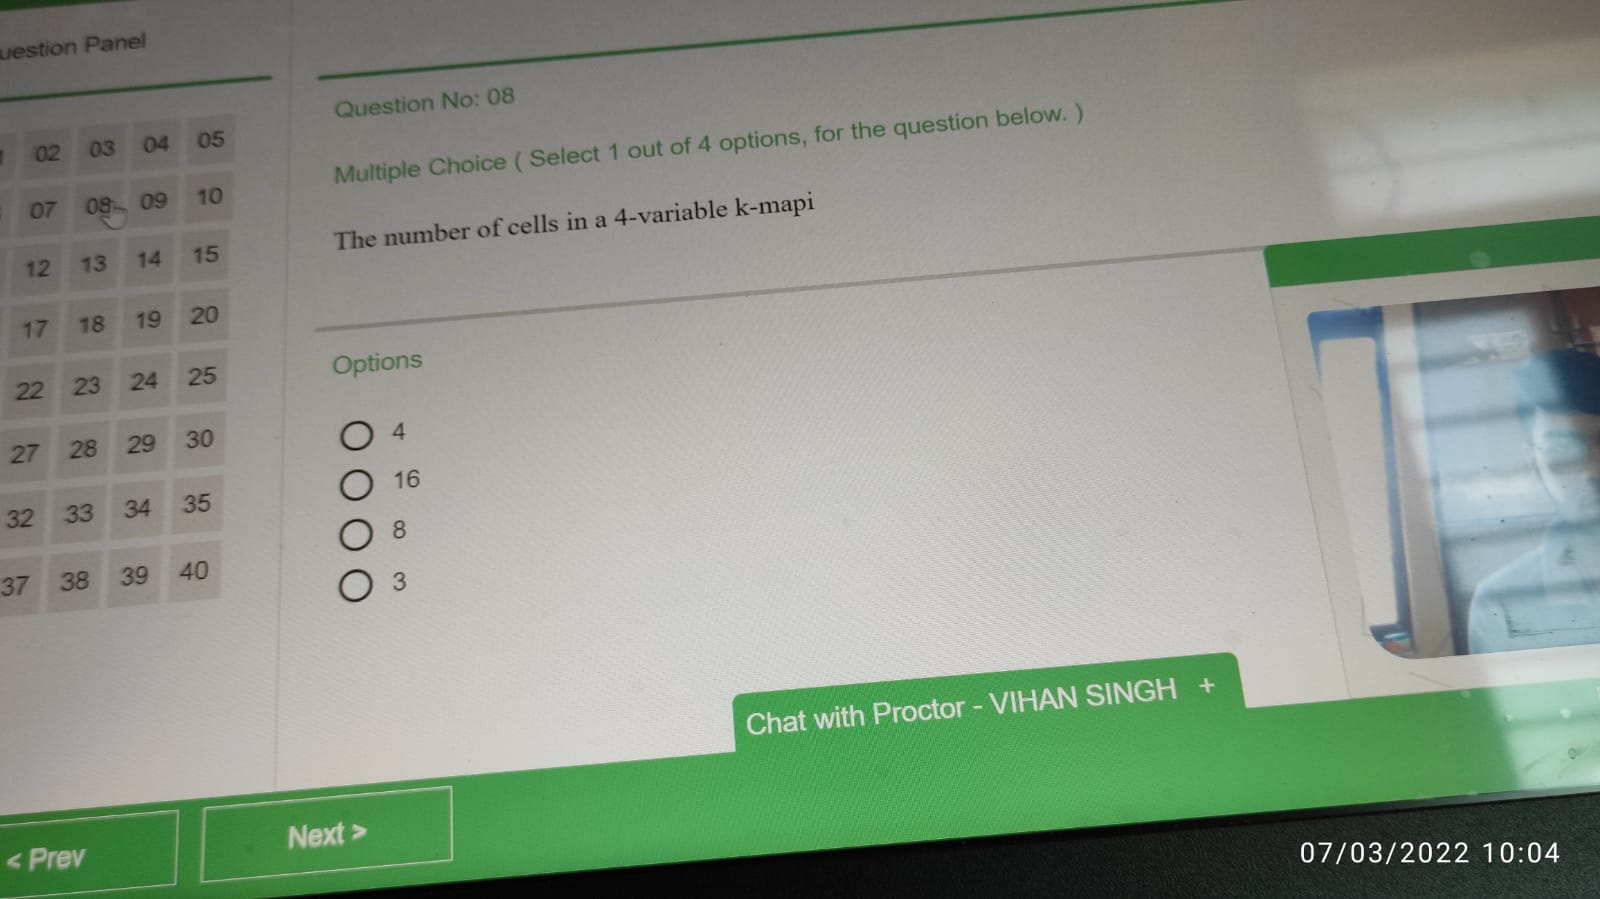 uestion Panel
02 03 04 05
07 08 09 10
12 13 14 15
17 18 19 20
22 23 24 25
27 28 29 30
32 33 34 35
37 38 39 40
Question No: 08
Multiple Choice ( Select 1 out of 4 options, for the question below. )
The number of cells in a 4-variable k-mapi
Options
4
16
8
3
Chat with Proctor - VIHAN SINGH +
< Prev
Next >
07/03/2022 10:04